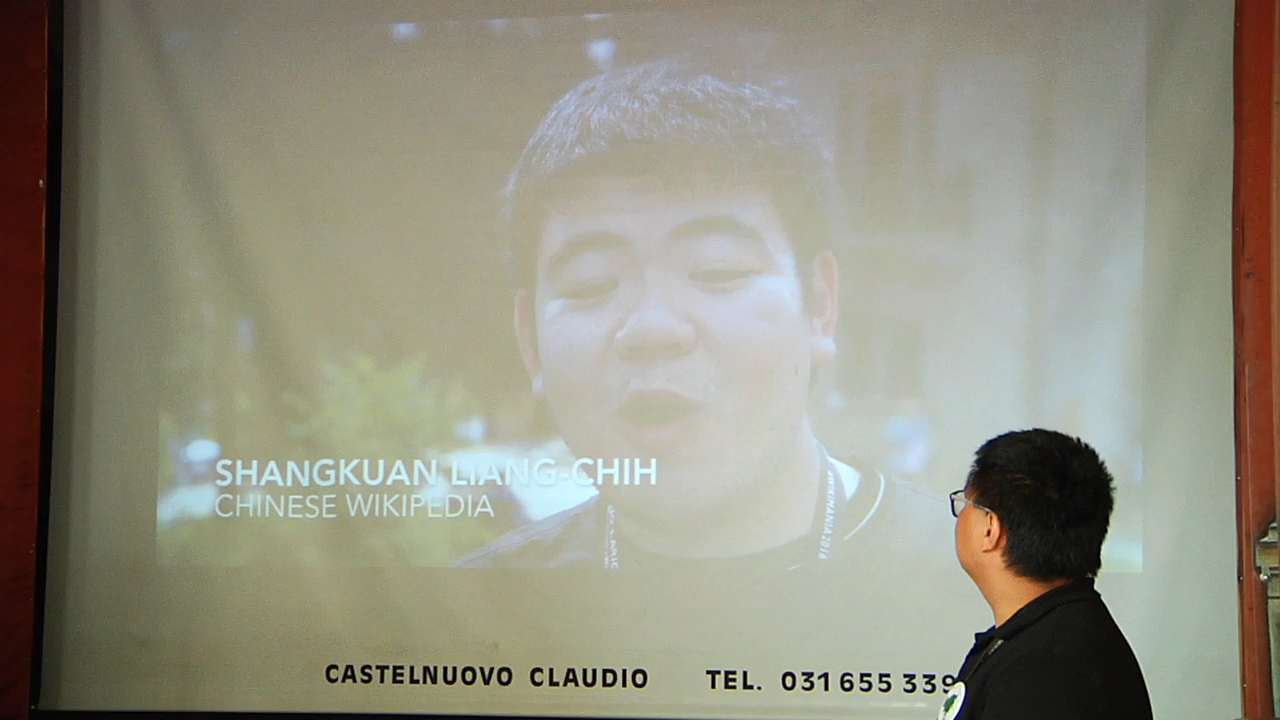 SHANGKUAN LIANG-CHIH
CHINESE WIKIPEDIA
CASTELNUOVO CLAUDIO TEL. 031 655 339